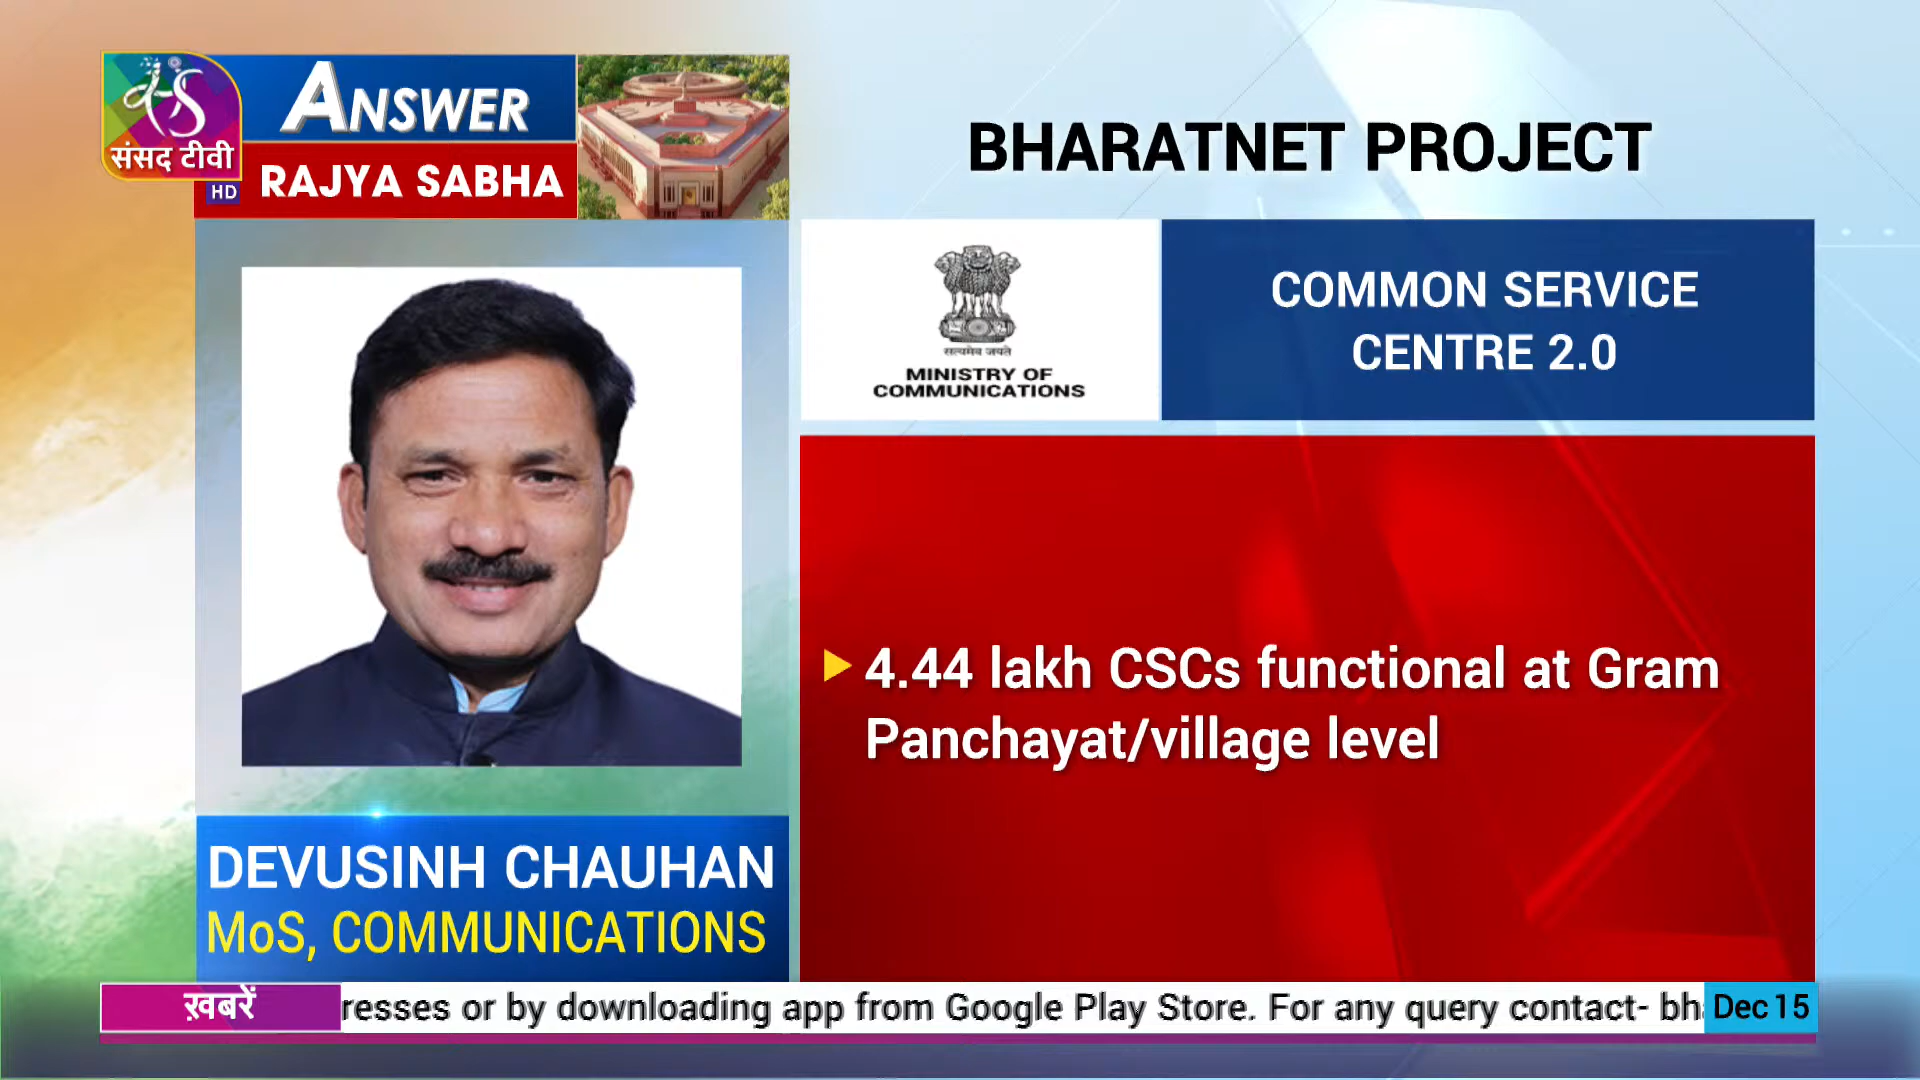 संसद टीवी
HD
ANSWER
RAJYA SABHA
BHARATNET PROJECT
सत्यमेव जयते
MINISTRY OF
COMMUNICATIONS
COMMON SERVICE
CENTRE 2.0
4.44 lakh CSCs functional at Gram
Panchayat/village level
DEVUSINH CHAUHAN
MoS, COMMUNICATIONS
ख़बरें
resses or by downloading app from Google Play Store. For any query contact- bh
Dec 15